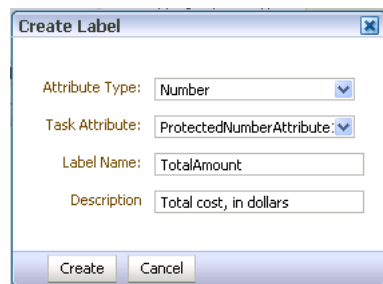 Create Label
Attribute Type: Number
Task Attribute: ProtectedNumberAttribute
Label Name: TotalAmount
Description Total cost, in dollars
Create Cancel